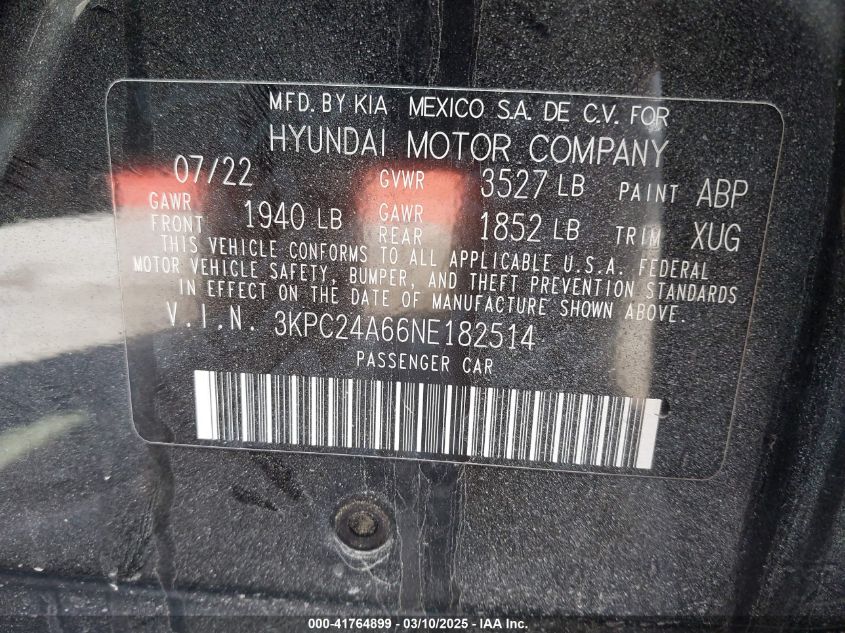 MFD. BY KIA MEXICO S.A. DE C.V. FOR
HYUNDAI MOTOR COMPANY
07/22 GVWR 3527 LB PAINT ABP
GAWR FRONT 1940 LB GAWR REAR 1852 LB TRIM XUG
THIS VEHICLE CONFORMS TO ALL APPLICABLE U.S.A. FEDERAL
MOTOR VEHICLE SAFETY, BUMPER, AND THEFT PREVENTION STANDARDS
IN EFFECT ON THE DATE OF MANUFACTURE SHOWN ABOVE.
V.I.N. 3KPC24A66NE182514
PASSENGER CAR
000-41764899 — 03/10/2025 — IAAI Inc.